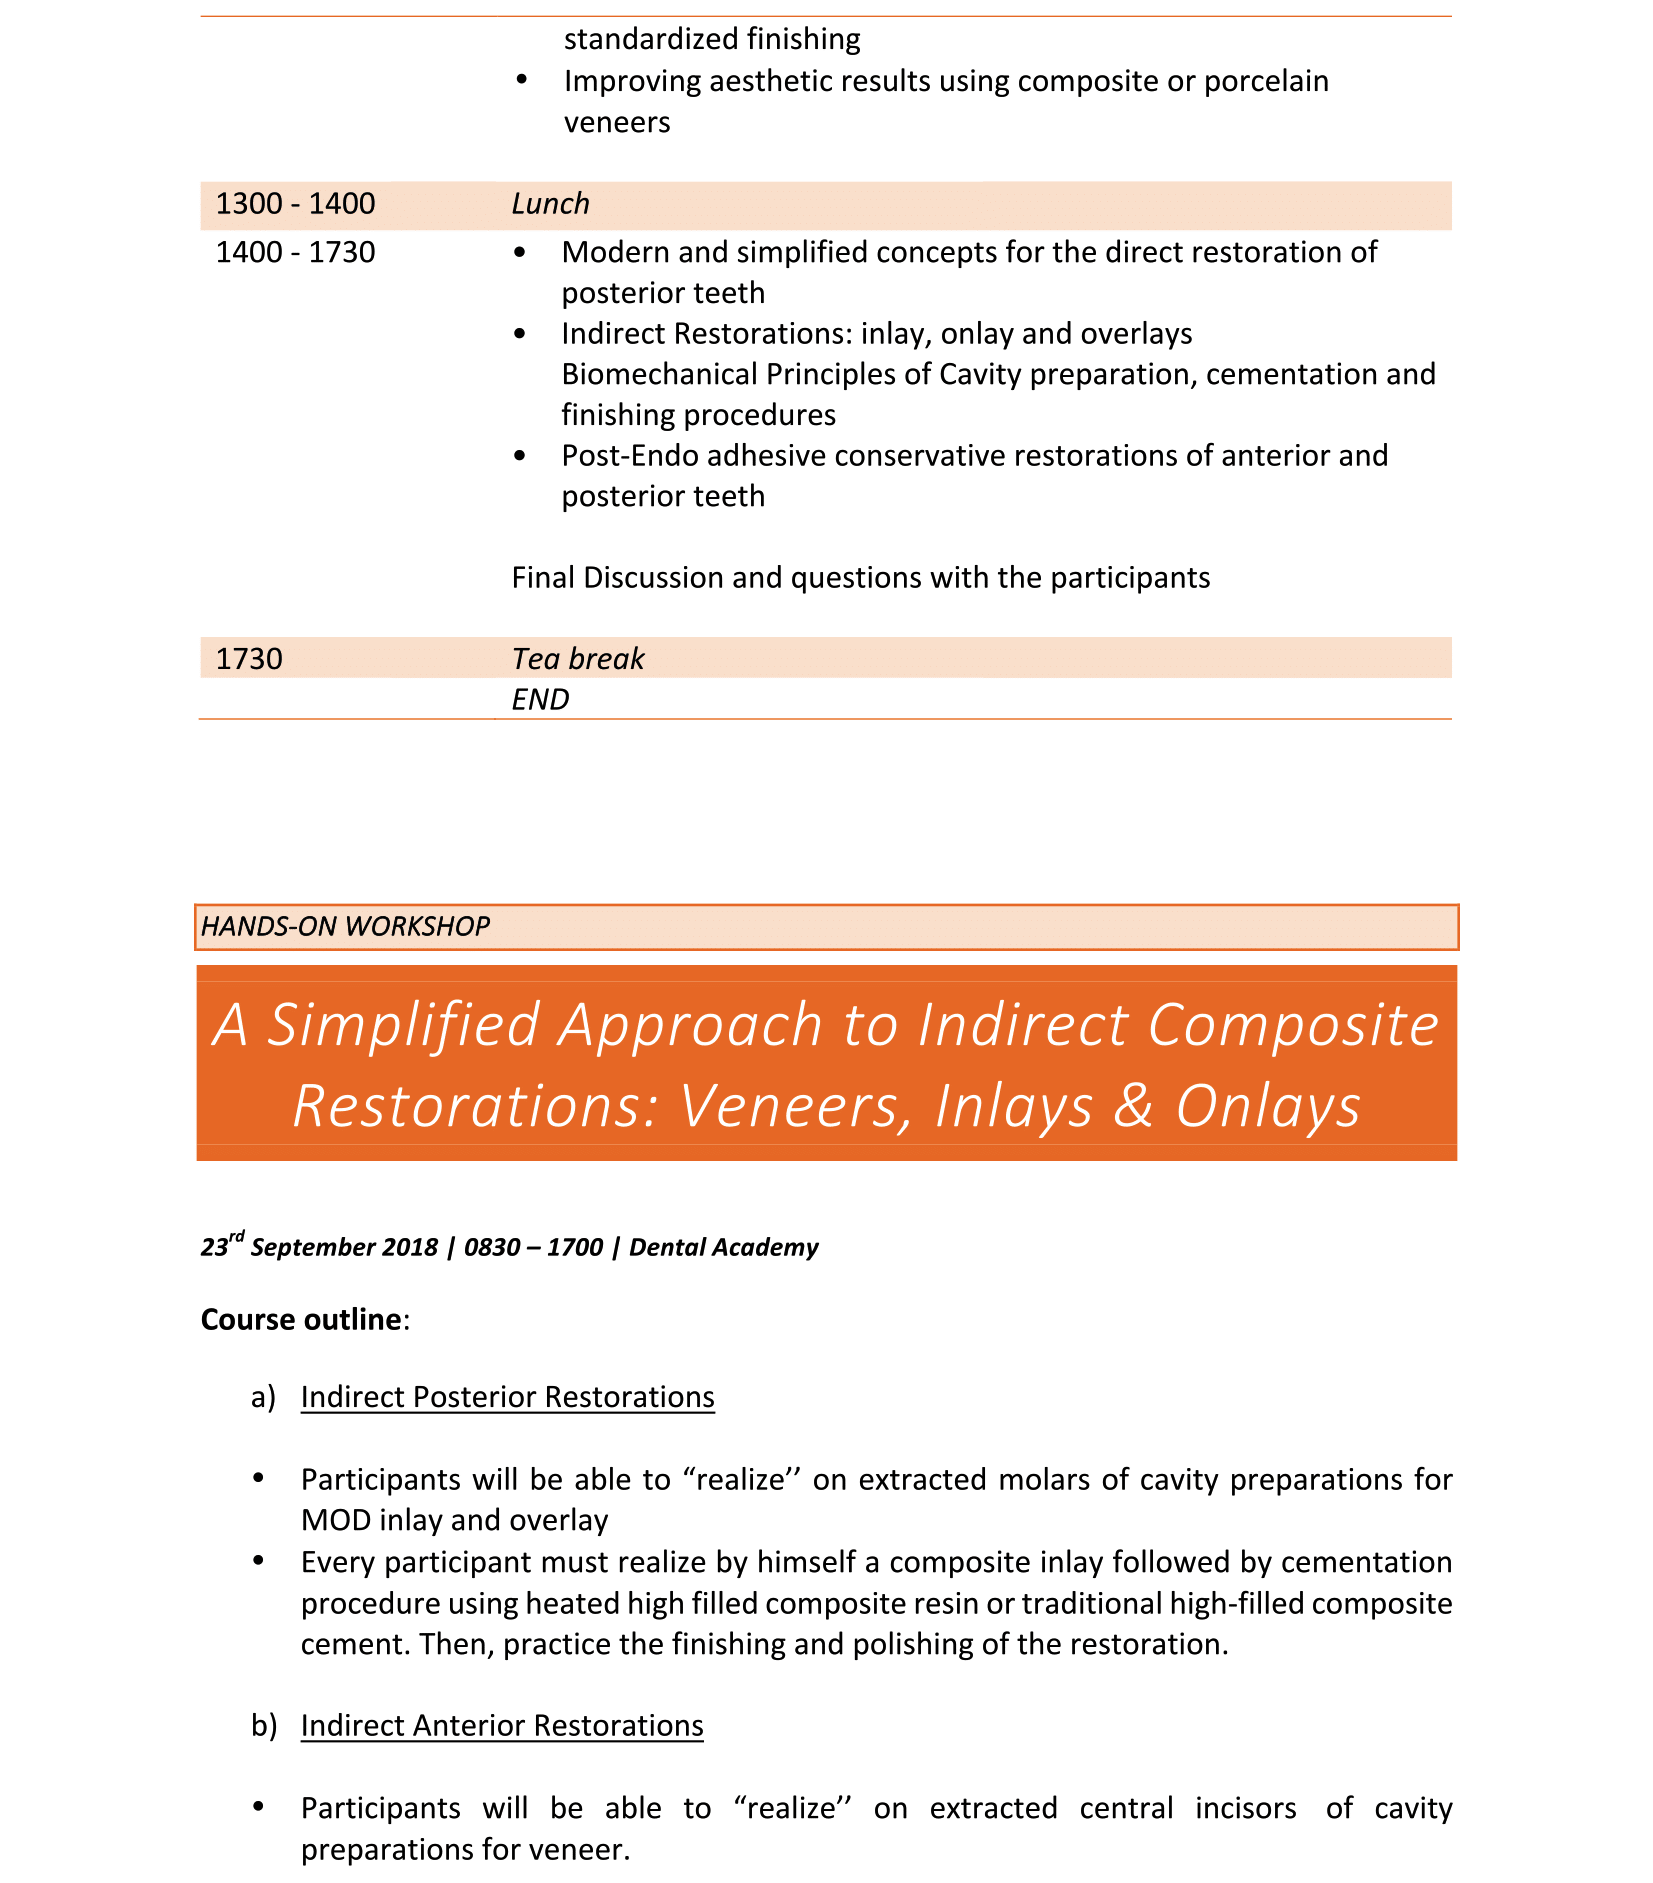 standardized finishing
• Improving aesthetic results using composite or porcelain
veneers
1300 - 1400 Lunch
1400 - 1730 • Modern and simplified concepts for the direct restoration of
posterior teeth
• Indirect Restorations: inlay, onlay and overlays
Biomechanical Principles of Cavity preparation, cementation and
finishing procedures
• Post-Endo adhesive conservative restorations of anterior and
posterior teeth
Final Discussion and questions with the participants
1730 Tea break
END
HANDS-ON WORKSHOP
A Simplified Approach to Indirect Composite
Restorations: Veneers, Inlays & Onlays
23rd September 2018 | 0830 – 1700 | Dental Academy
Course outline:
a) Indirect Posterior Restorations
• Participants will be able to “realize’’ on extracted molars of cavity preparations for
MOD inlay and overlay
• Every participant must realize by himself a composite inlay followed by cementation
procedure using heated high filled composite resin or traditional high-filled composite
cement. Then, practice the finishing and polishing of the restoration.
b) Indirect Anterior Restorations
• Participants will be able to “realize’’ on extracted central incisors of cavity
preparations for veneer.